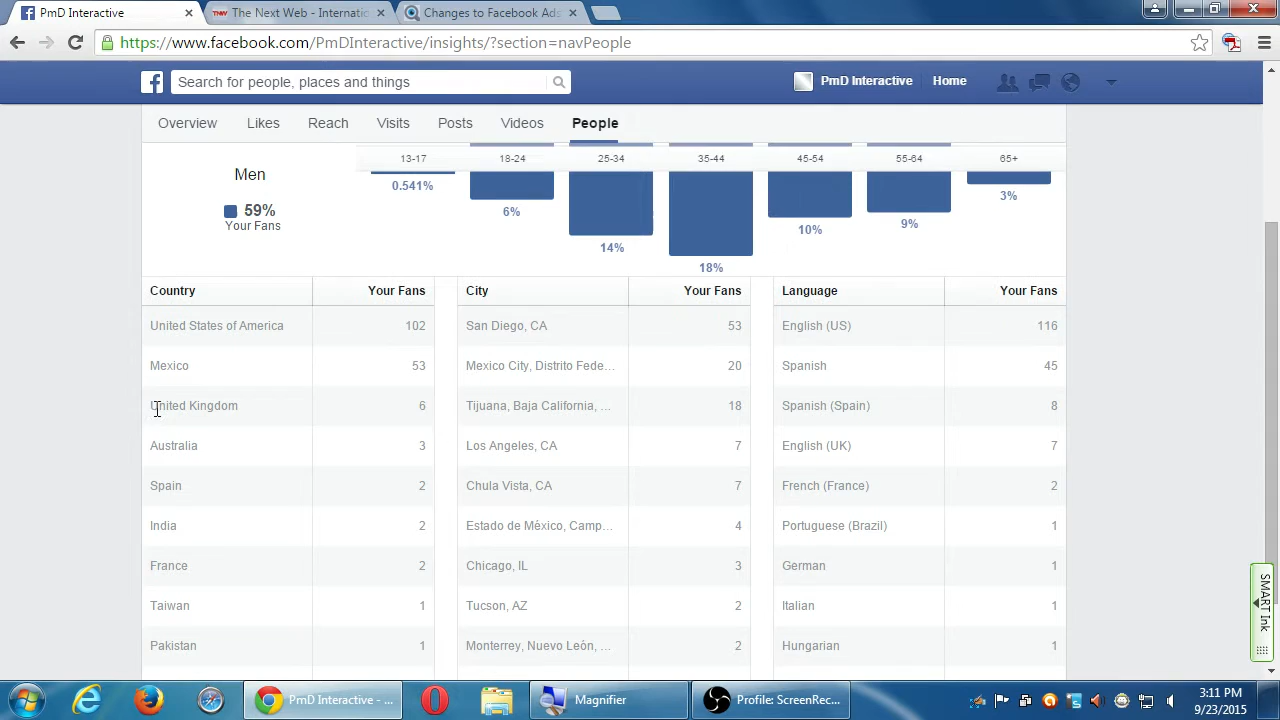 PmD Interactive
The Next Web - Internatio
Changes to Facebook Ads
https://www.facebook.com/PmDInteractive/insights/?section=navPeople
Search for people, places and things
PmD Interactive Home
Overview Likes Reach Visits Posts Videos People
13-17 18-24 25-34 35-44 45-54 55-64 65+
Men
59%
Your Fans
0.541% 6% 14% 18% 10% 9% 3%
Country Your Fans City Your Fans Language Your Fans
United States of America 102 San Diego, CA 53 English (US) 116
Mexico 53 Mexico City, Distrito Fede... 20 Spanish 45
United Kingdom 6 Tijuana, Baja California, ... 18 Spanish (Spain) 8
Australia 3 Los Angeles, CA 7 English (UK) 7
Spain 2 Chula Vista, CA 7 French (France) 2
India 2 Estado de México, Camp... 4 Portuguese (Brazil) 1
France 2 Chicago, IL 3 German 1
Taiwan 1 Tucson, AZ 2 Italian 1
Pakistan 1 Monterrey, Nuevo León, ... 2 Hungarian 1
SMART Ink
PmD Interactive - ... Magnifier Profile: ScreenRec...
3:11 PM
9/23/2015